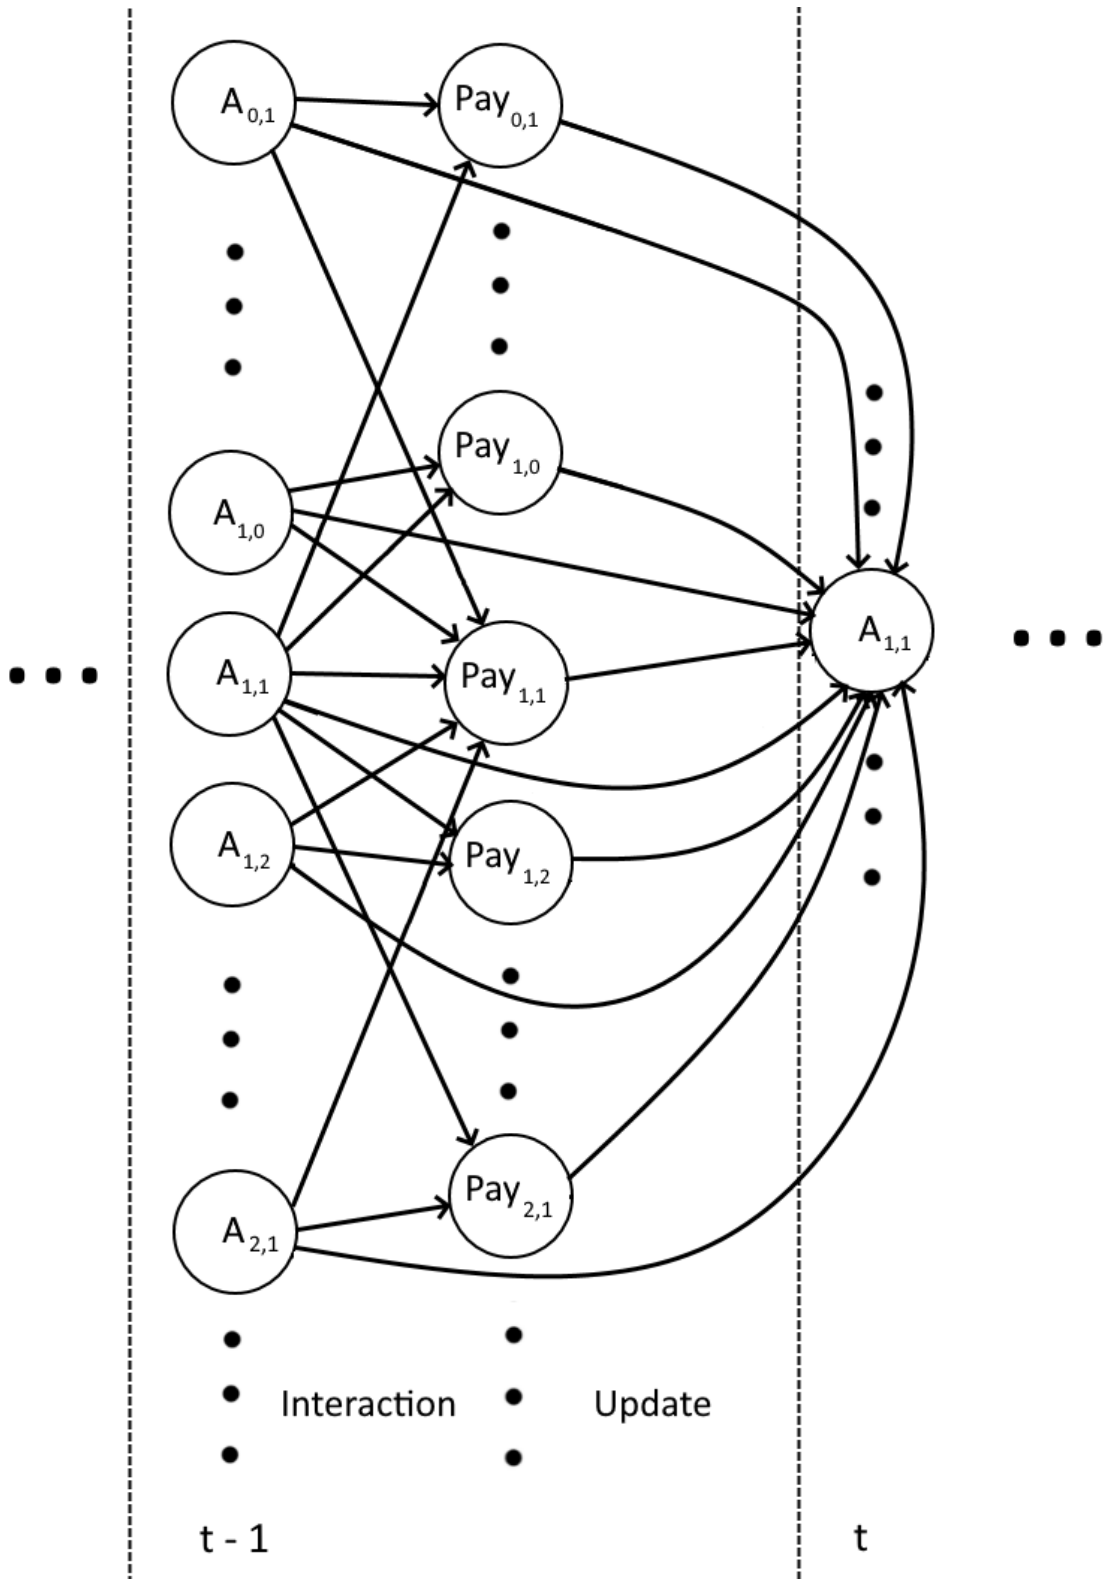 A0,1 Pay0,1
A1,0 Pay1,0
A1,1 Pay1,1 A1,1
A1,2 Pay1,2
A2,1 Pay2,1
Interaction Update
t - 1 t